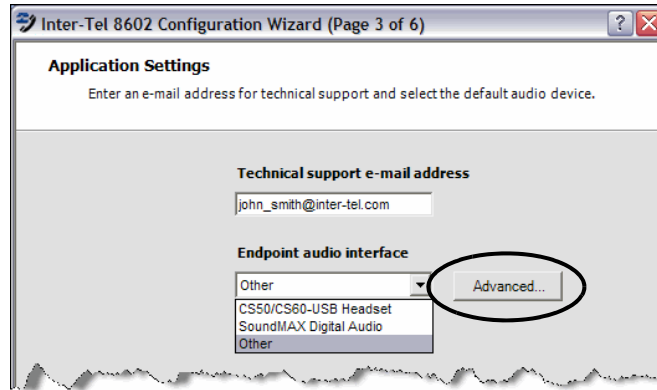 Inter-Tel 8602 Configuration Wizard (Page 3 of 6)
?
Application Settings
Enter an e-mail address for technical support and select the default audio device.
Technical support e-mail address
john_smith@inter-tel.com
Endpoint audio interface
Other
Advanced...
CS50/CS60-USB Headset
SoundMAX Digital Audio
Other